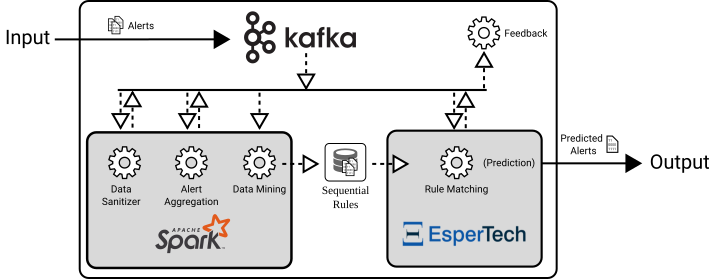 Input
Alerts
kafka
Feedback
Data
Sanitizer
Alert
Aggregation
Data Mining
APACHE
Spark™
Sequential
Rules
Rule Matching
(Prediction)
EsperTech
Predicted
Alerts
Output